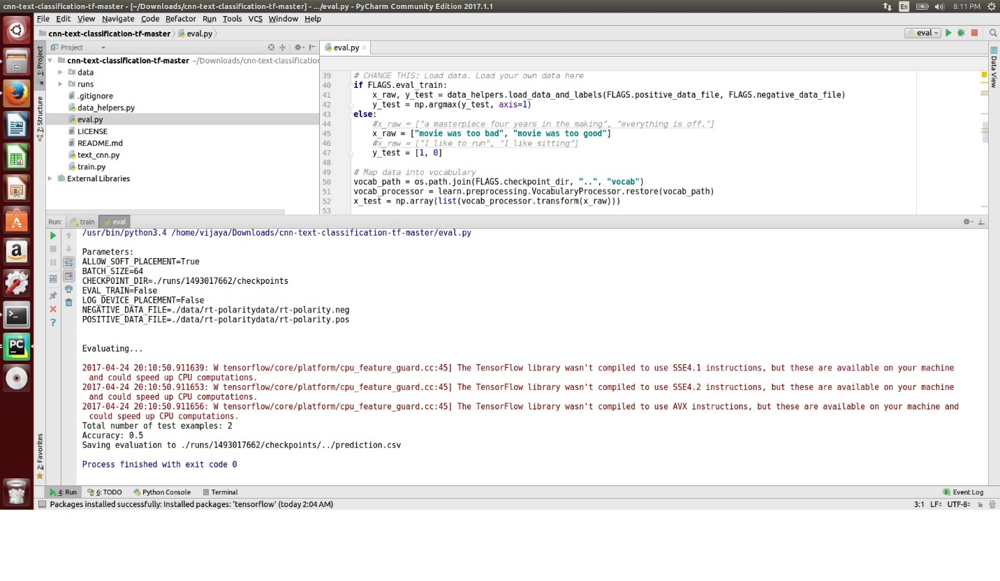 cnn-text-classification-tf-master - [~/Downloads/cnn-text-classification-tf-master] - .../eval.py - PyCharm Community Edition 2017.1.1
En
8:11 PM
File Edit View Navigate Code Refactor Run Tools VCS Window Help
cnn-text-classification-tf-master eval.py
eval
Project
eval.py
1: Project
Z: Structure
2: Favorites
Data View
cnn-text-classification-tf-master ~/Downloads/cnn-text-classification
data
runs
.gitignore
data_helpers.py
eval.py
LICENSE
README.md
text_cnn.py
train.py
External Libraries
39 # CHANGE THIS: Load data. Load your own data here
40 if FLAGS.eval_train:
41 x_raw, y_test = data_helpers.load_data_and_labels(FLAGS.positive_data_file, FLAGS.negative_data_file)
42 y_test = np.argmax(y_test, axis=1)
43 else:
44 #x_raw = ["a masterpiece four years in the making", "everything is off."]
45 x_raw = ["movie was too bad", "movie was too good"]
46 #x_raw = ["I like to run", "I like sitting"]
47 y_test = [1, 0]
48
49 # Map data into vocabulary
50 vocab_path = os.path.join(FLAGS.checkpoint_dir, "..", "vocab")
51 vocab_processor = learn.preprocessing.VocabularyProcessor.restore(vocab_path)
52 x_test = np.array(list(vocab_processor.transform(x_raw)))
53
Run: train eval
/usr/bin/python3.4 /home/vijaya/Downloads/cnn-text-classification-tf-master/eval.py
Parameters:
ALLOW_SOFT_PLACEMENT=True
BATCH_SIZE=64
CHECKPOINT_DIR=./runs/1493017662/checkpoints
EVAL_TRAIN=False
LOG_DEVICE_PLACEMENT=False
NEGATIVE_DATA_FILE=./data/rt-polaritydata/rt-polarity.neg
POSITIVE_DATA_FILE=./data/rt-polaritydata/rt-polarity.pos
Evaluating...
2017-04-24 20:10:50.911639: W tensorflow/core/platform/cpu_feature_guard.cc:45] The TensorFlow library wasn't compiled to use SSE4.1 instructions, but these are available on your machine
and could speed up CPU computations.
2017-04-24 20:10:50.911653: W tensorflow/core/platform/cpu_feature_guard.cc:45] The TensorFlow library wasn't compiled to use SSE4.2 instructions, but these are available on your machine
and could speed up CPU computations.
2017-04-24 20:10:50.911656: W tensorflow/core/platform/cpu_feature_guard.cc:45] The TensorFlow library wasn't compiled to use AVX instructions, but these are available on your machine and
could speed up CPU computations.
Total number of test examples: 2
Accuracy: 0.5
Saving evaluation to ./runs/1493017662/checkpoints/../prediction.csv
Process finished with exit code 0
4: Run 6: TODO Python Console Terminal
2 Event Log
Packages installed successfully: Installed packages: 'tensorflow' (today 2:04 AM)
3:1 LF UTF-8